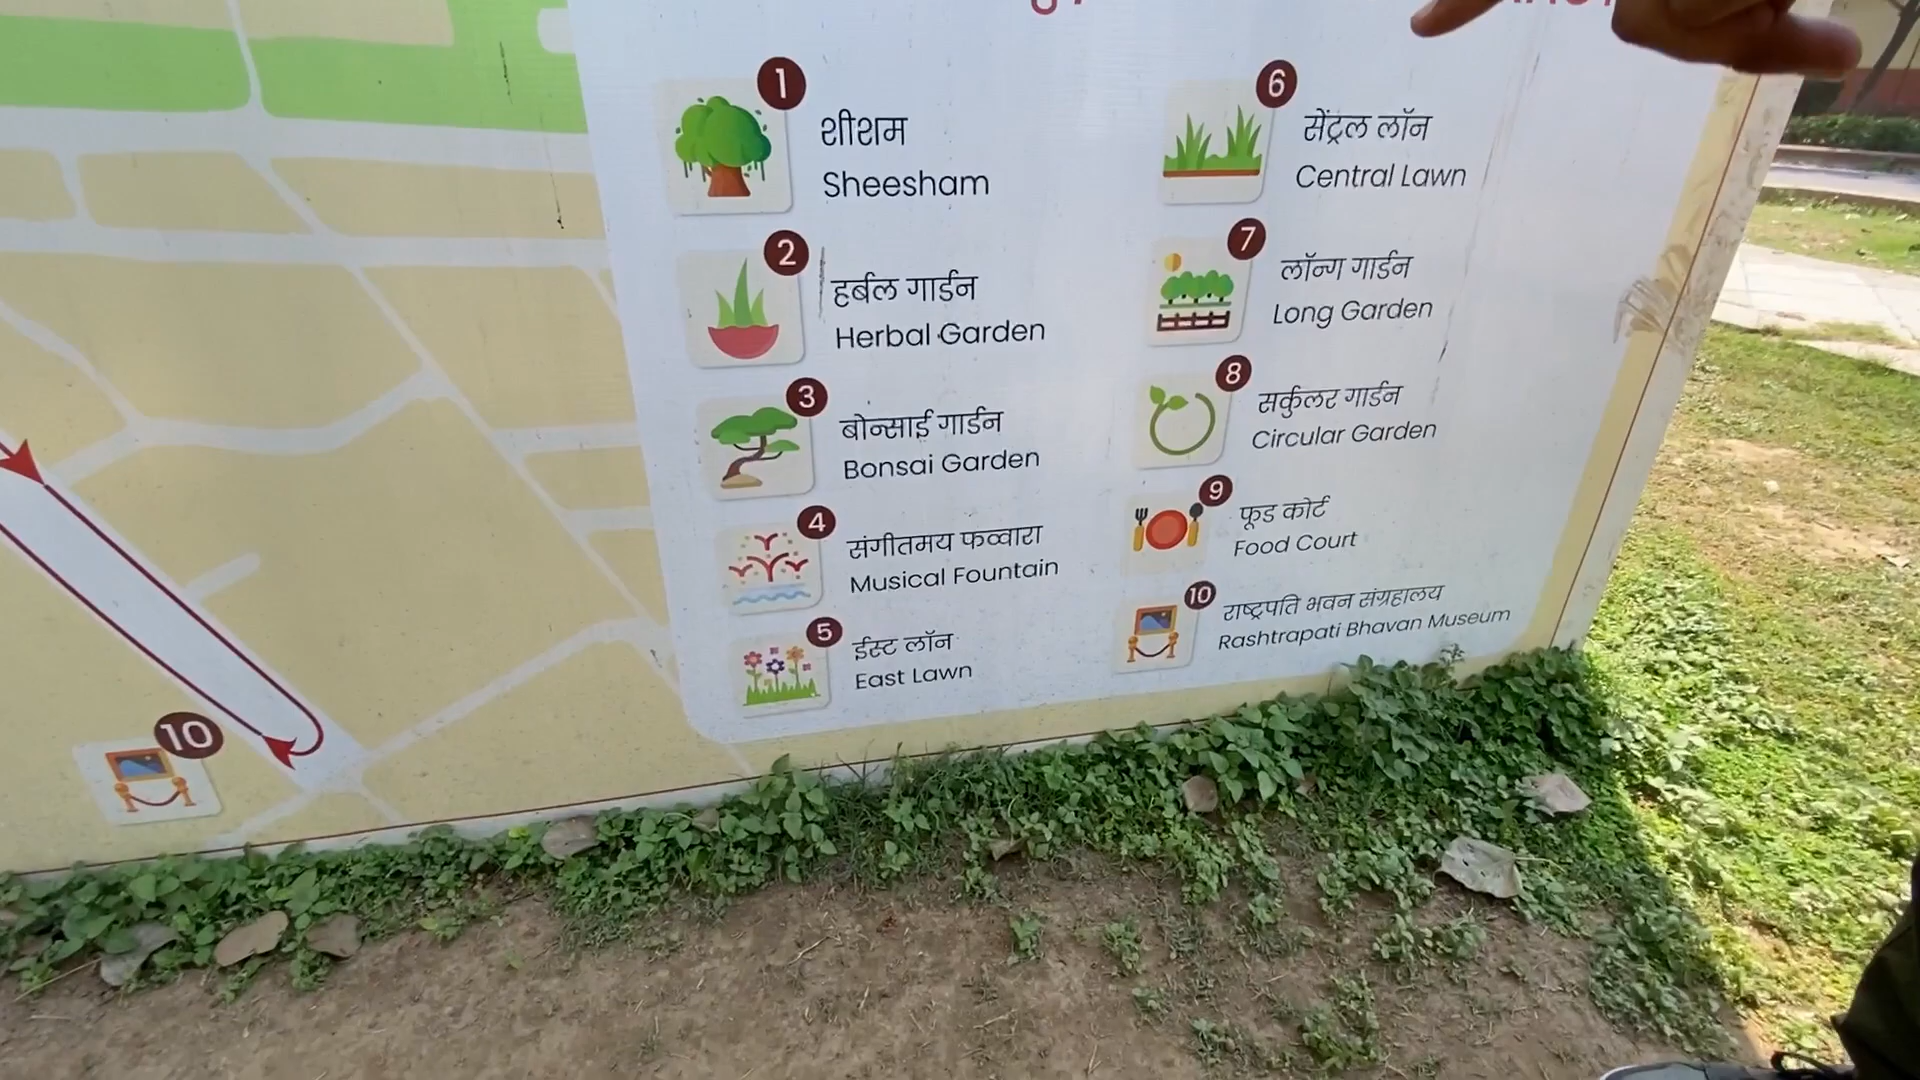 1
शीशम
Sheesham
2
हर्बल गार्डन
Herbal Garden
3
बोन्साई गार्डन
Bonsai Garden
4
संगीतमय फव्वारा
Musical Fountain
5
ईस्ट लॉन
East Lawn
6
सेंट्रल लॉन
Central Lawn
7
लॉन्ग गार्डन
Long Garden
8
सर्कुलर गार्डन
Circular Garden
9
फूड कोर्ट
Food Court
10
राष्ट्रपति भवन संग्रहालय
Rashtrapati Bhavan Museum
10